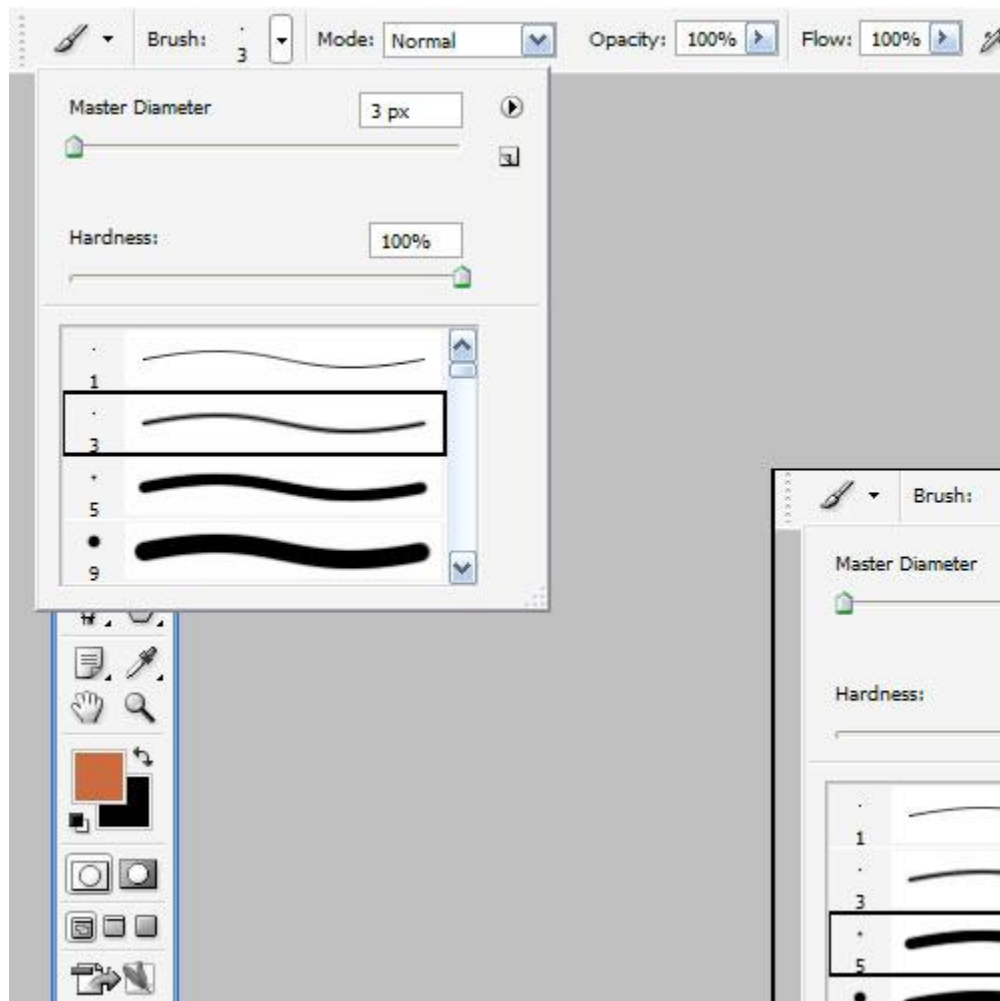 Brush: 3 Mode: Normal Opacity: 100% Flow: 100%
Master Diameter 3 px
Hardness: 100%
1
3
5
9
Brush:
Master Diameter
Hardness:
1
3
5